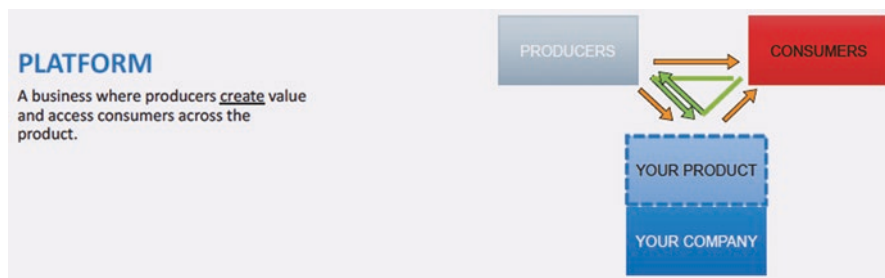 PLATFORM
A business where producers create value
and access consumers across the
product.
PRODUCERS
CONSUMERS
YOUR PRODUCT
YOUR COMPANY